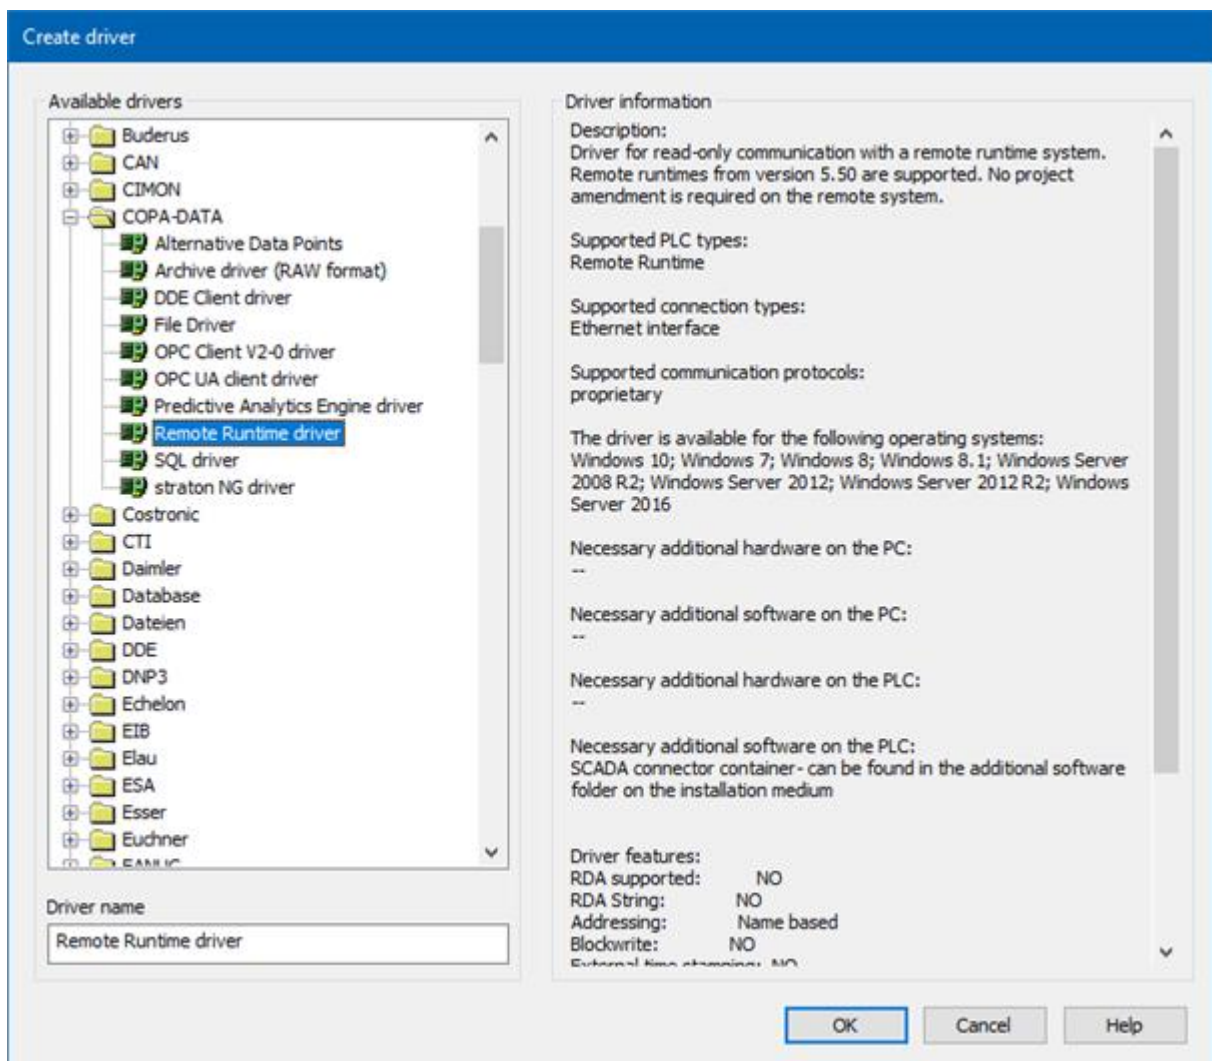 Create driver
Available drivers
Buderus
CAN
CIMON
COPA-DATA
Alternative Data Points
Archive driver (RAW format)
DDE Client driver
File Driver
OPC Client V2-0 driver
OPC UA client driver
Predictive Analytics Engine driver
Remote Runtime driver
SQL driver
straton NG driver
Costronic
CTI
Daimler
Database
Dateien
DDE
DNP3
Echelon
EIB
Elau
ESA
Esser
Euchner
FANUC
Driver name
Remote Runtime driver
Driver information
Description:
Driver for read-only communication with a remote runtime system.
Remote runtimes from version 5.50 are supported. No project
amendment is required on the remote system.
Supported PLC types:
Remote Runtime
Supported connection types:
Ethernet interface
Supported communication protocols:
proprietary
The driver is available for the following operating systems:
Windows 10; Windows 7; Windows 8; Windows 8.1; Windows Server
2008 R2; Windows Server 2012; Windows Server 2012 R2; Windows
Server 2016
Necessary additional hardware on the PC:
--
Necessary additional software on the PC:
--
Necessary additional hardware on the PLC:
--
Necessary additional software on the PLC:
SCADA connector container- can be found in the additional software
folder on the installation medium
Driver features:
RDA supported: NO
RDA String: NO
Addressing: Name based
Blockwrite: NO
External time stamping: NO
OK Cancel Help